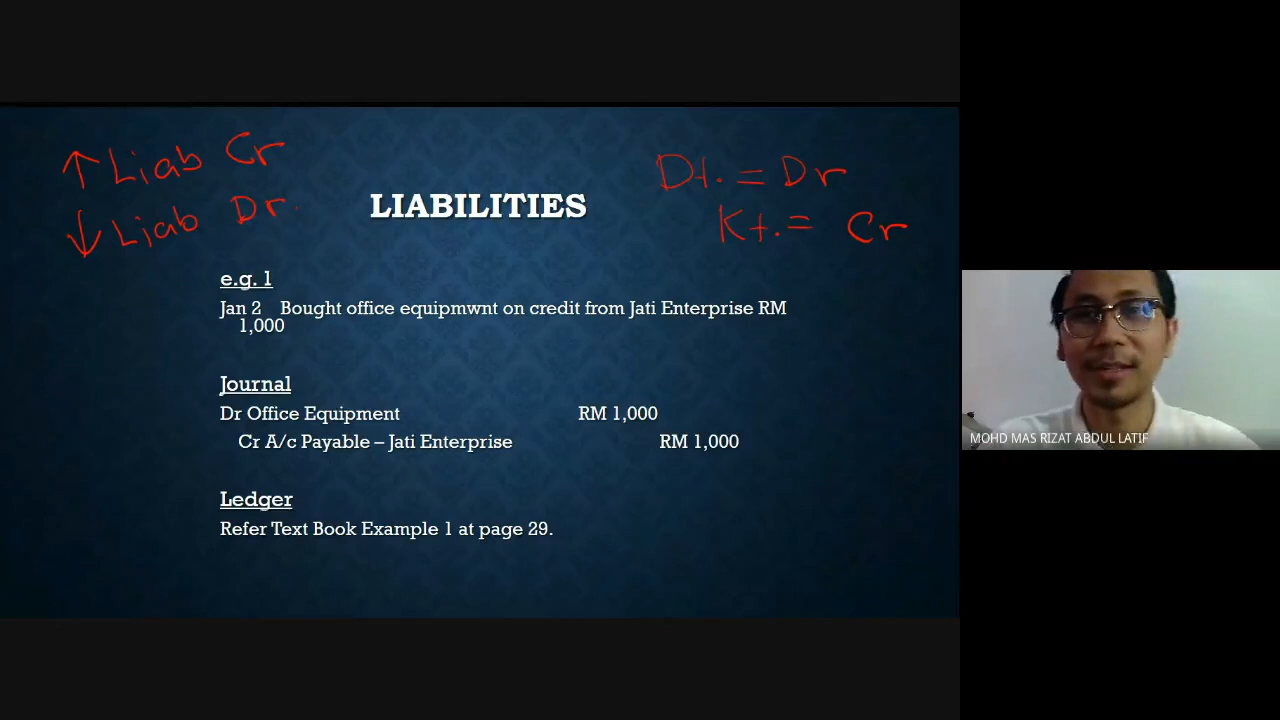 ↑ Liab Cr
↓ Liab Dr.
Dt. = Dr
Kt. = Cr
LIABILITIES
e.g. 1
Jan 2 Bought office equipmwnt on credit from Jati Enterprise RM
1,000
Journal
Dr Office Equipment RM 1,000
Cr A/c Payable – Jati Enterprise RM 1,000
Ledger
Refer Text Book Example 1 at page 29.
MOHD MAS RIZAT ABDUL LATIF